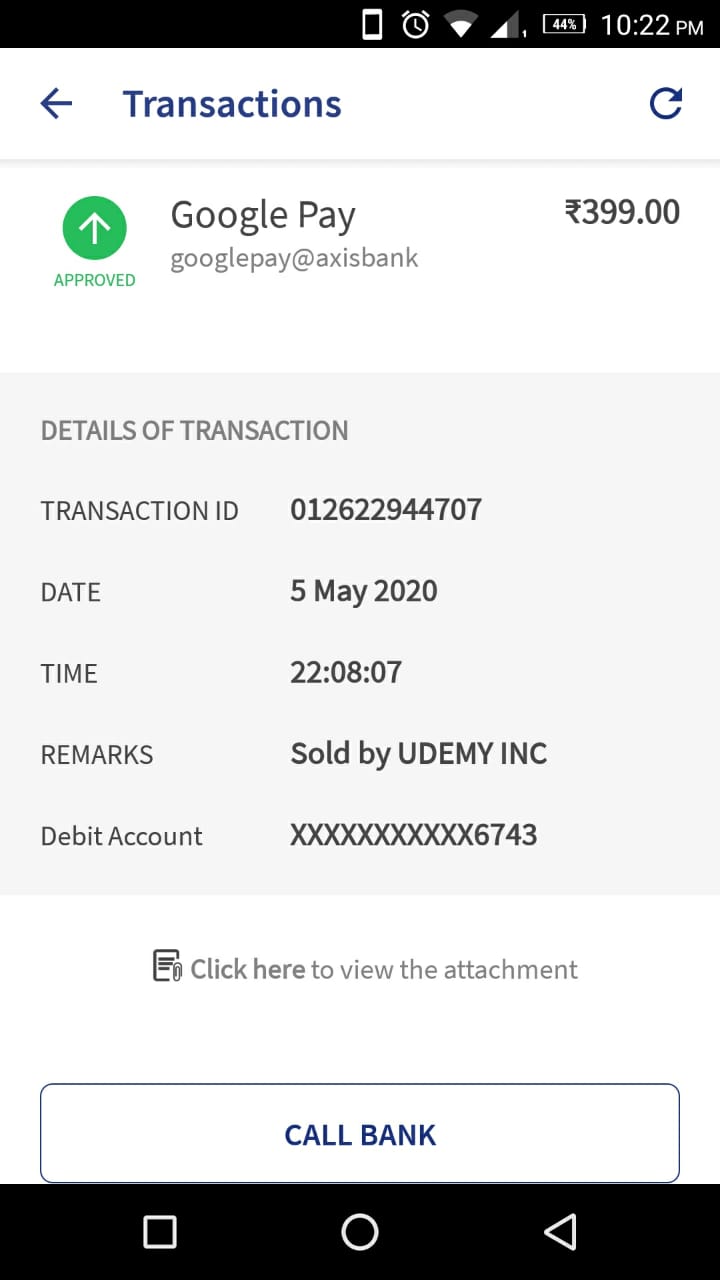 44% 10:22 PM
Transactions
Google Pay ₹399.00
googlepay@axisbank
APPROVED
DETAILS OF TRANSACTION
TRANSACTION ID 012622944707
DATE 5 May 2020
TIME 22:08:07
REMARKS Sold by UDEMY INC
Debit Account XXXXXXXXXXX6743
Click here to view the attachment
CALL BANK